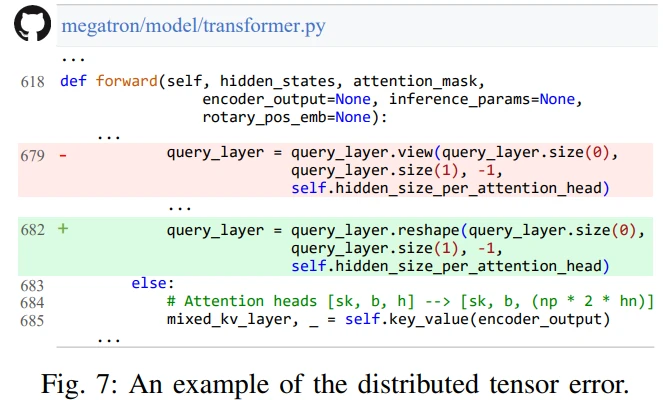 megatron/model/transformer.py
...
618 def forward(self, hidden_states, attention_mask,
encoder_output=None, inference_params=None,
rotary_pos_emb=None):
...
679 - query_layer = query_layer.view(query_layer.size(0),
query_layer.size(1), -1,
self.hidden_size_per_attention_head)
...
682 + query_layer = query_layer.reshape(query_layer.size(0),
query_layer.size(1), -1,
self.hidden_size_per_attention_head)
683 else:
684 # Attention heads [sk, b, h] --> [sk, b, (np * 2 * hn)]
685 mixed_kv_layer, _ = self.key_value(encoder_output)
...
Fig. 7: An example of the distributed tensor error.